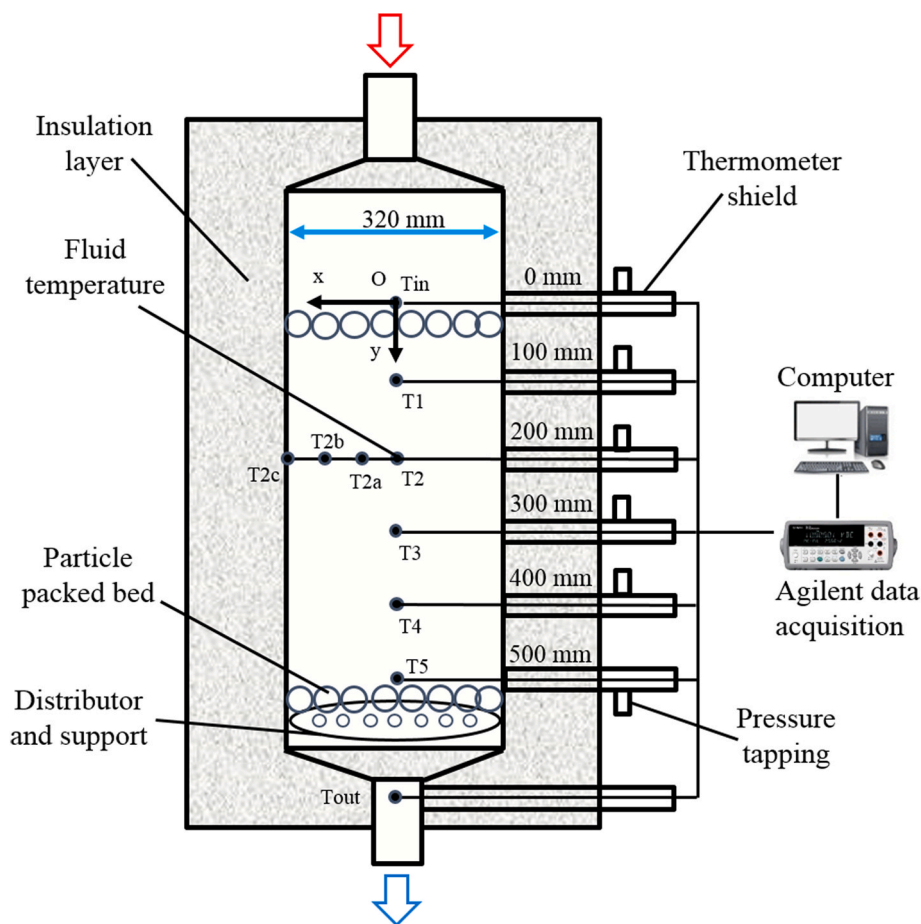 Insulation
layer
Thermometer
shield
320 mm
Fluid
temperature
x
O
Tin
0 mm
y
100 mm
T1
Computer
200 mm
T2b
T2c
T2a
T2
300 mm
T3
Particle
packed bed
400 mm
T4
Agilent data
acquisition
500 mm
T5
Distributor
and support
Pressure
tapping
Tout